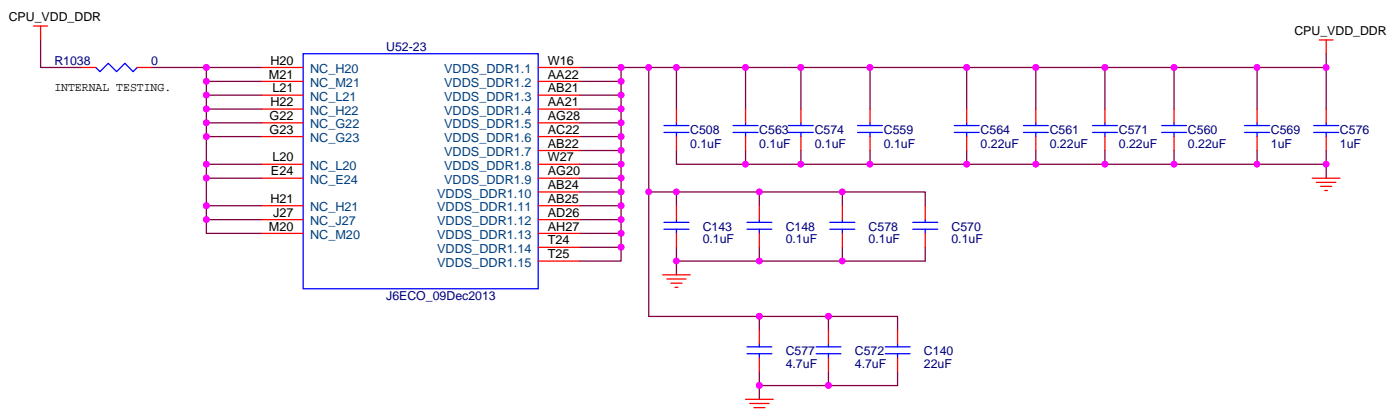 CPU_VDD_DDR
CPU_VDD_DDR
U52-23
R1038 0
INTERNAL TESTING.
H20 NC_H20 VDDS_DDR1.1 W16
M21 NC_M21 VDDS_DDR1.2 AA22
L21 NC_L21 VDDS_DDR1.3 AB21
H22 NC_H22 VDDS_DDR1.4 AA21
G22 NC_G22 VDDS_DDR1.5 AG28
G23 NC_G23 VDDS_DDR1.6 AC22
VDDS_DDR1.7 AB22
L20 NC_L20 VDDS_DDR1.8 W27
E24 NC_E24 VDDS_DDR1.9 AG20
VDDS_DDR1.10 AB24
H21 NC_H21 VDDS_DDR1.11 AB25
J27 NC_J27 VDDS_DDR1.12 AD26
M20 NC_M20 VDDS_DDR1.13 AH27
VDDS_DDR1.14 T24
VDDS_DDR1.15 T25
J6ECO_09Dec2013
C508 C563 C574 C559 C564 C561 C571 C560 C569 C576
0.1uF 0.1uF 0.1uF 0.1uF 0.22uF 0.22uF 0.22uF 0.22uF 1uF 1uF
C143 C148 C578 C570
0.1uF 0.1uF 0.1uF 0.1uF
C577 C572 C140
4.7uF 4.7uF 22uF